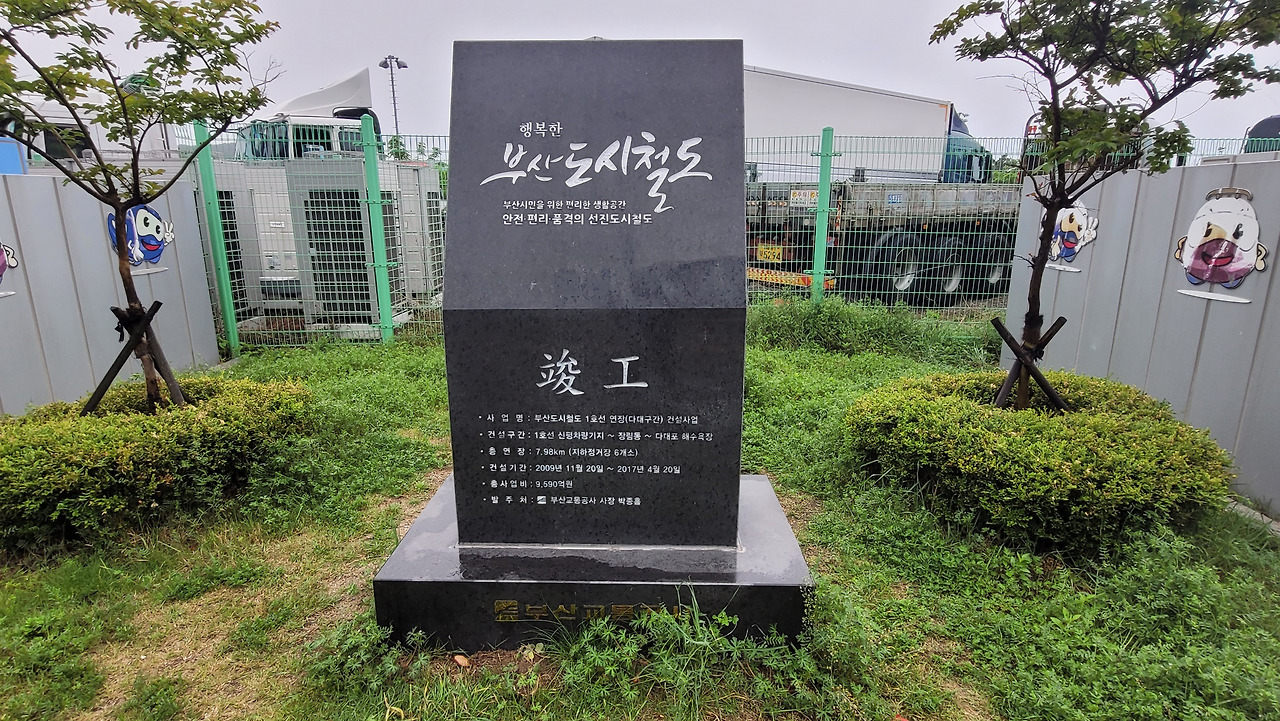 행복한
부산도시철도
부산시민을 위한 편리한 생활공간
안전·편리·품격의 선진도시철도
竣工
• 사 업 명 : 부산도시철도 1호선 연장(다대구간) 건설사업
• 건설구간 : 1호선 신평차량기지 ~ 장림동 ~ 다대포 해수욕장
• 총 연 장 : 7.98km (지하정거장 6개소)
• 건설기간 : 2009년 11월 20일 ~ 2017년 4월 20일
• 총사업비 : 9,590억원
• 발 주 처 : 부산교통공사 사장 박종흠
부산교통공사